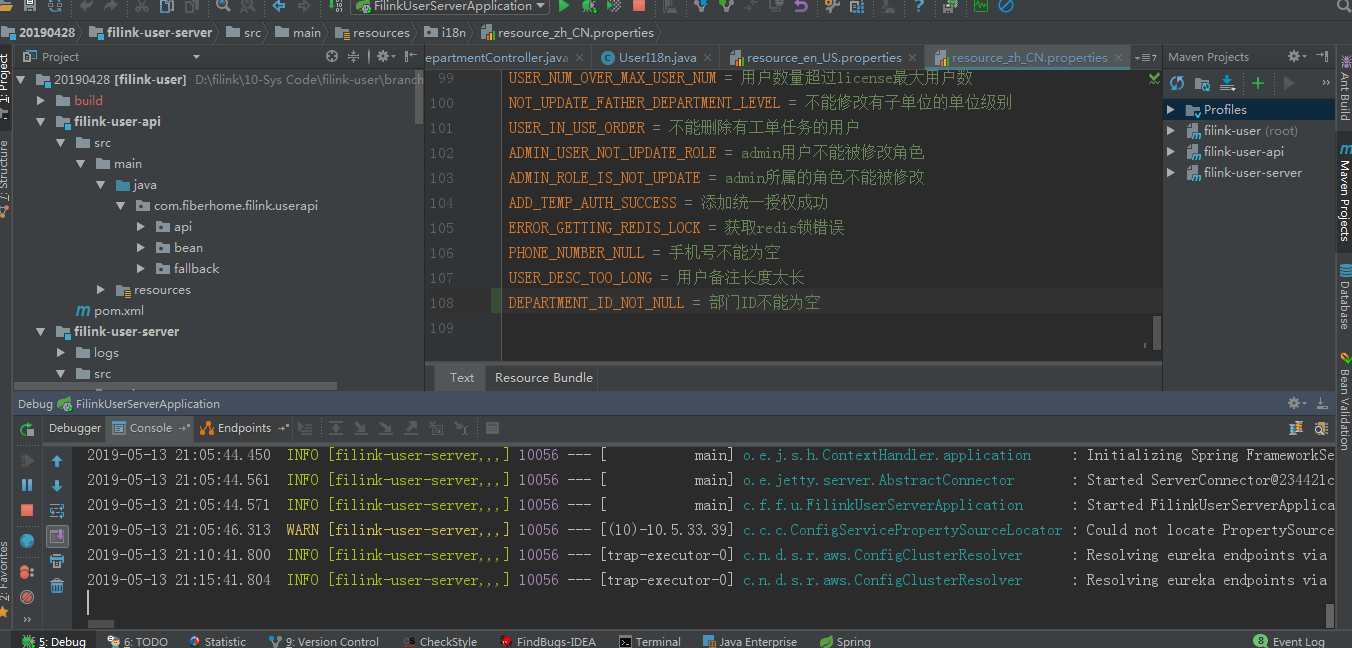 FilinkUserServerApplication
20190428 filink-user-server src main resources i18n resource_zh_CN.properties
1: Project
Project
epartmentController.java UserI18n.java resource_en_US.properties resource_zh_CN.properties
Maven Projects
20190428 [filink-user] D:\filink\10-Sys Code\filink-user\branch
build
filink-user-api
src
main
java
com.fiberhome.filink.userapi
api
bean
fallback
resources
pom.xml
filink-user-server
logs
src
99 USER_NUM_OVER_MAX_USER_NUM = 用户数量超过license最大用户数
100 NOT_UPDATE_FATHER_DEPARTMENT_LEVEL = 不能修改有子单位的单位级别
101 USER_IN_USE_ORDER = 不能删除有工单任务的用户
102 ADMIN_USER_NOT_UPDATE_ROLE = admin用户不能被修改角色
103 ADMIN_ROLE_IS_NOT_UPDATE = admin所属的角色不能被修改
104 ADD_TEMP_AUTH_SUCCESS = 添加统一授权成功
105 ERROR_GETTING_REDIS_LOCK = 获取redis锁错误
106 PHONE_NUMBER_NULL = 手机号不能为空
107 USER_DESC_TOO_LONG = 用户备注长度太长
108 DEPARTMENT_ID_NOT_NULL = 部门ID不能为空
109
Text Resource Bundle
Profiles
filink-user (root)
filink-user-api
filink-user-server
Ant Build
Maven Projects
Database
Bean Validation
7: Structure
2: Favorites
Debug FilinkUserServerApplication
Debugger Console Endpoints
2019-05-13 21:05:44.450 INFO [filink-user-server,,,] 10056 --- [ main] o.e.j.s.h.ContextHandler.application : Initializing Spring FrameworkSe
2019-05-13 21:05:44.561 INFO [filink-user-server,,,] 10056 --- [ main] o.e.jetty.server.AbstractConnector : Started ServerConnector@234421c
2019-05-13 21:05:44.571 INFO [filink-user-server,,,] 10056 --- [ main] c.f.f.u.FilinkUserServerApplication : Started FilinkUserServerApplica
2019-05-13 21:05:46.313 WARN [filink-user-server,,,] 10056 --- [(10)-10.5.33.39] c.c.c.ConfigServicePropertySourceLocator : Could not locate PropertySource
2019-05-13 21:10:41.800 INFO [filink-user-server,,,] 10056 --- [trap-executor-0] c.n.d.s.r.aws.ConfigClusterResolver : Resolving eureka endpoints via
2019-05-13 21:15:41.804 INFO [filink-user-server,,,] 10056 --- [trap-executor-0] c.n.d.s.r.aws.ConfigClusterResolver : Resolving eureka endpoints via
5: Debug 6: TODO Statistic 9: Version Control CheckStyle FindBugs-IDEA Terminal Java Enterprise Spring 8 Event Log